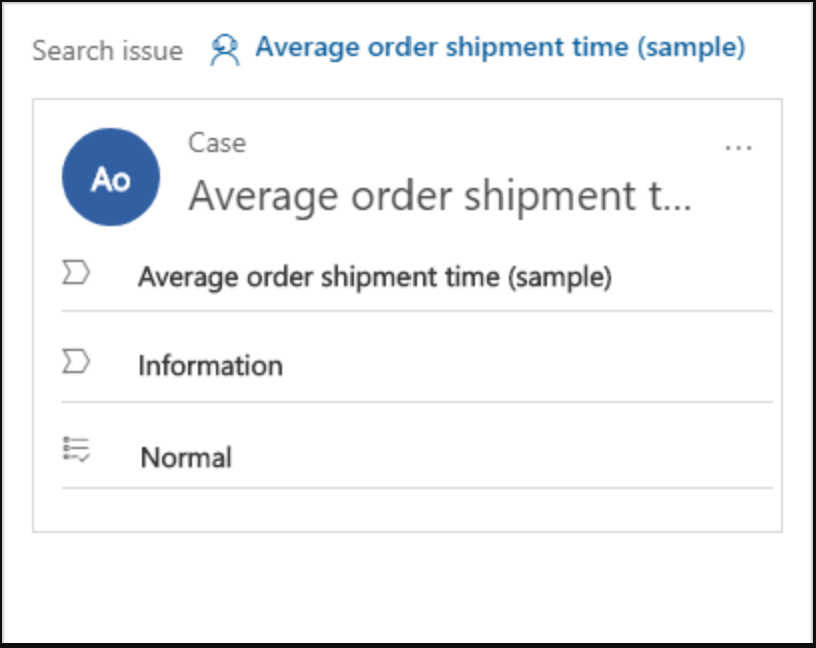 Search issue Average order shipment time (sample)
Case
...
Ao
Average order shipment t...
Average order shipment time (sample)
Information
Normal